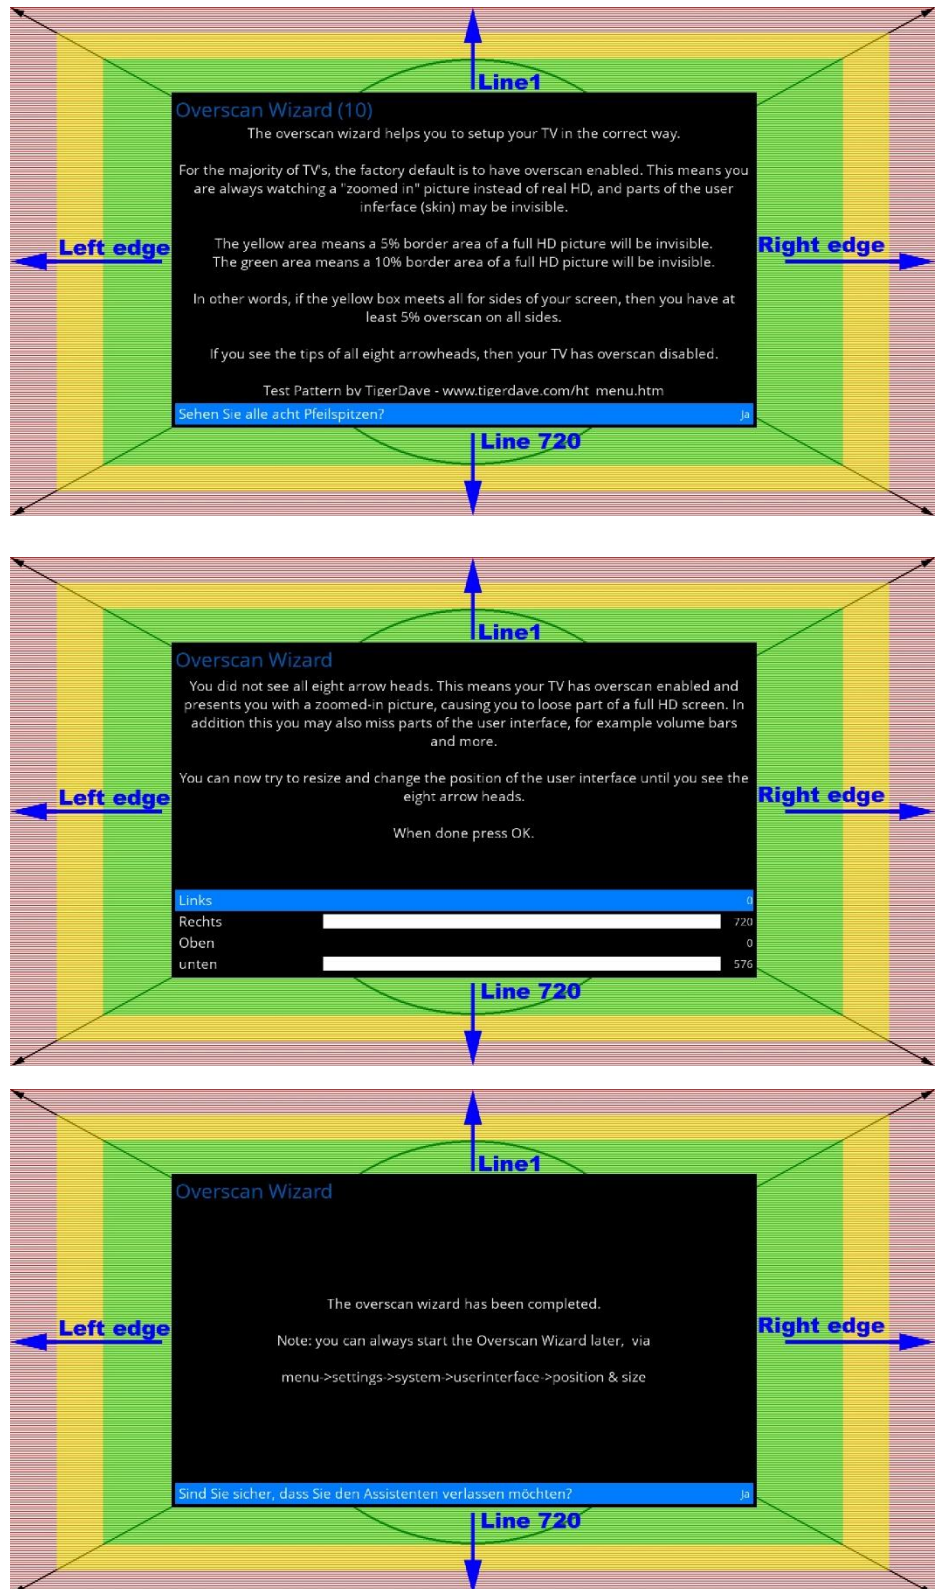 Line1
Overscan Wizard (10)
The overscan wizard helps you to setup your TV in the correct way.
For the majority of TV's, the factory default is to have overscan enabled. This means you
are always watching a "zoomed in" picture instead of real HD, and parts of the user
inferface (skin) may be invisible.
Left edge
The yellow area means a 5% border area of a full HD picture will be invisible.
Right edge
The green area means a 10% border area of a full HD picture will be invisible.
In other words, if the yellow box meets all for sides of your screen, then you have at
least 5% overscan on all sides.
If you see the tips of all eight arrowheads, then your TV has overscan disabled.
Test Pattern by TigerDave - www.tigerdave.com/ht_menu.htm
Sehen Sie alle acht Pfeilspitzen? Ja
Line 720
Line1
Overscan Wizard
You did not see all eight arrow heads. This means your TV has overscan enabled and
presents you with a zoomed-in picture, causing you to loose part of a full HD screen. In
addition this you may also miss parts of the user interface, for example volume bars
and more.
You can now try to resize and change the position of the user interface until you see the
Left edge
eight arrow heads.
Right edge
When done press OK.
Links 0
Rechts 720
Oben 0
unten 576
Line 720
Line1
Overscan Wizard
The overscan wizard has been completed.
Left edge
Right edge
Note: you can always start the Overscan Wizard later, via
menu->settings->system->userinterface->position & size
Sind Sie sicher, dass Sie den Assistenten verlassen möchten? Ja
Line 720